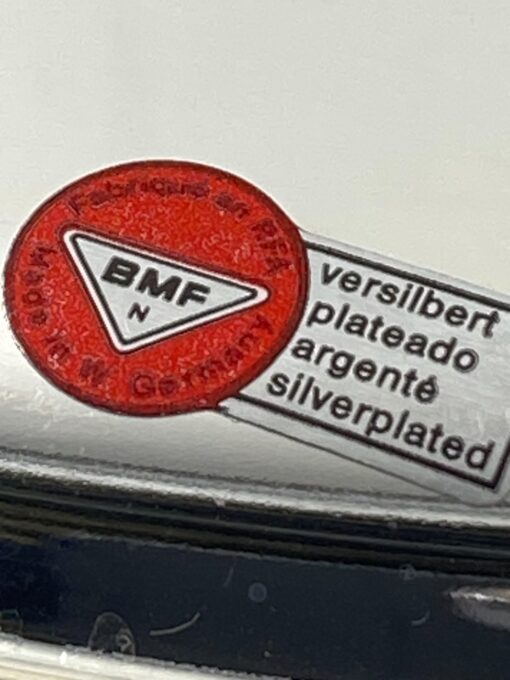 Fabriqué en RFA
BMF
N
Made in W. Germany
versilbert
plateado
argenté
silverplated